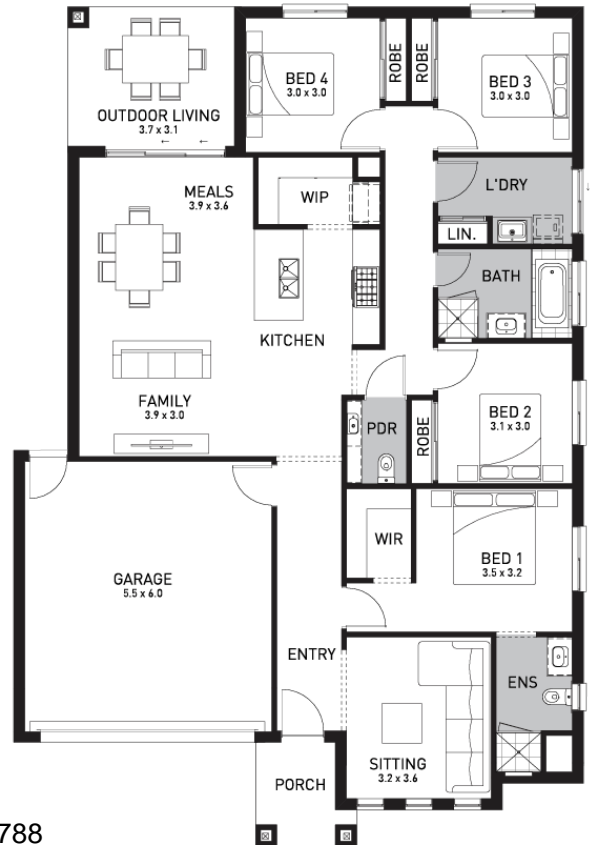 BED 4
3.0 x 3.0
ROBE
ROBE
BED 3
3.0 x 3.0
OUTDOOR LIVING
3.7 x 3.1
MEALS
3.9 x 3.6
WIP
L'DRY
LIN.
BATH
KITCHEN
FAMILY
3.9 x 3.0
PDR
ROBE
BED 2
3.1 x 3.0
WIR
BED 1
3.5 x 3.2
GARAGE
5.5 x 6.0
ENTRY
ENS
SITTING
3.2 x 3.6
PORCH
788